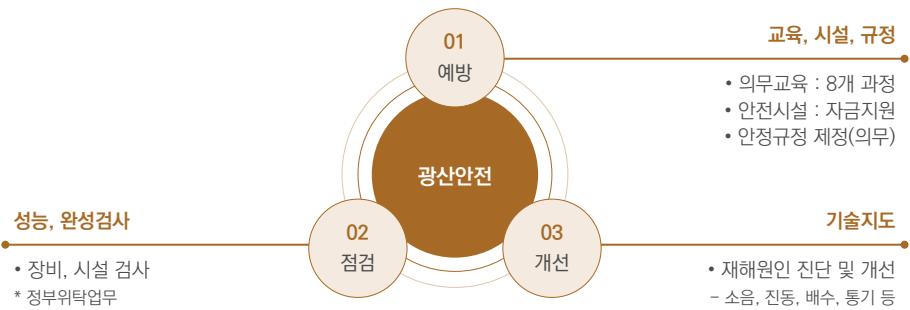 01
예방
교육, 시설, 규정
• 의무교육 : 8개 과정
• 안전시설 : 자금지원
• 안정규정 제정(의무)
광산안전
성능, 완성검사
02
점검
• 장비, 시설 검사
* 정부위탁업무
03
개선
기술지도
• 재해원인 진단 및 개선
- 소음, 진동, 배수, 통기 등